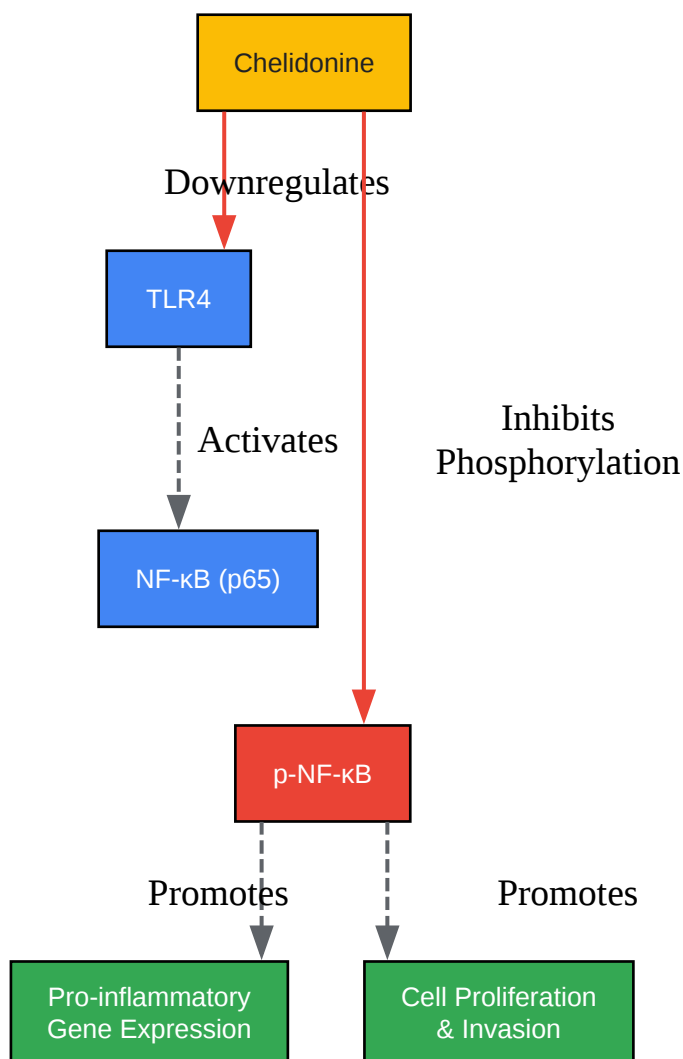 Chelidonine
Downregulates
TLR4
Activates
Inhibits
Phosphorylation
NF-κB (p65)
p-NF-κB
Promotes
Promotes
Pro-inflammatory
Gene Expression
Cell Proliferation
& Invasion